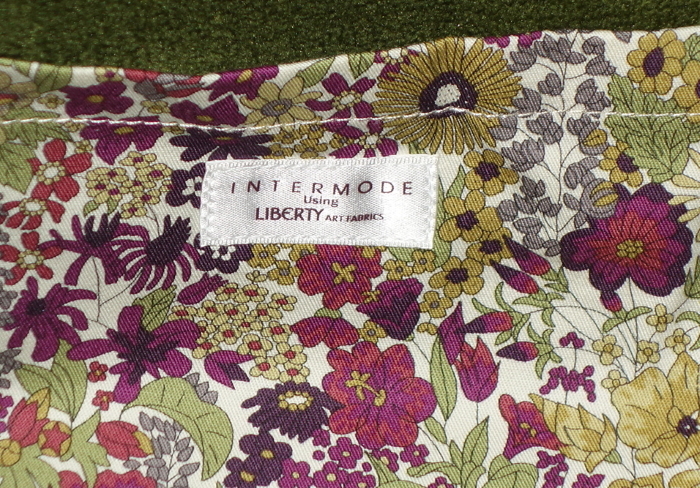 INTERMODE
Using
LIBERTY ART FABRICS